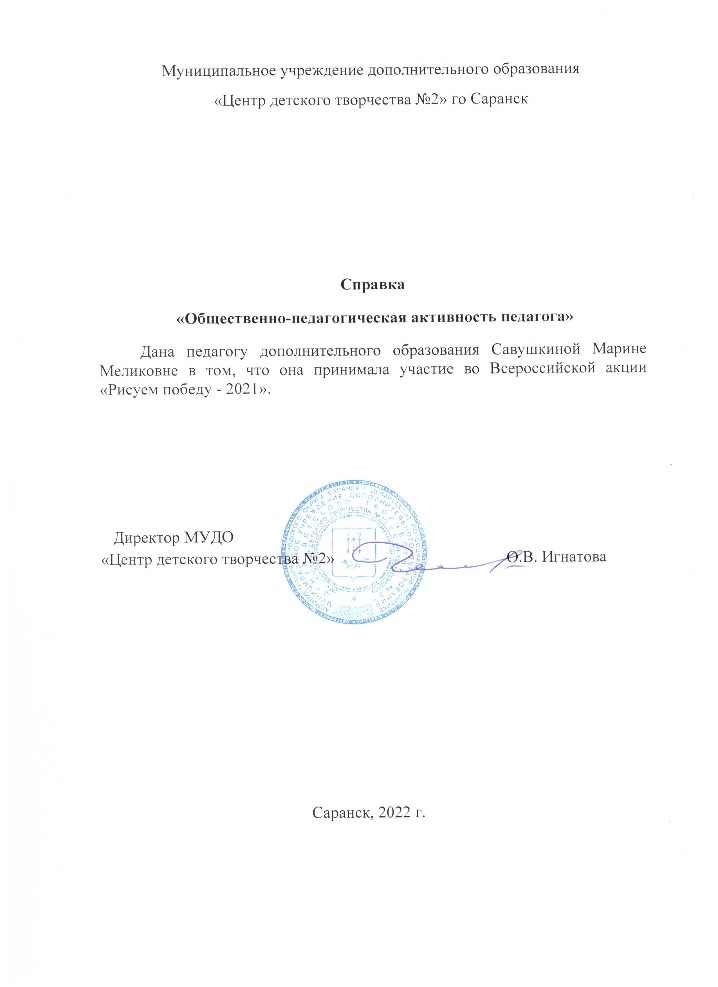 Муниципальное учреждение дополнительного образования
«Центр детского творчества №2» го Саранск
Справка
«Общественно-педагогическая активность педагога»
Дана педагогу дополнительного образования Савушкиной Марине
Меликовне в том, что она принимала участие во Всероссийской акции
«Рисуем победу - 2021».
Директор МУДО
«Центр детского творчества №2»
О.В. Игнатова
Саранск, 2022 г.